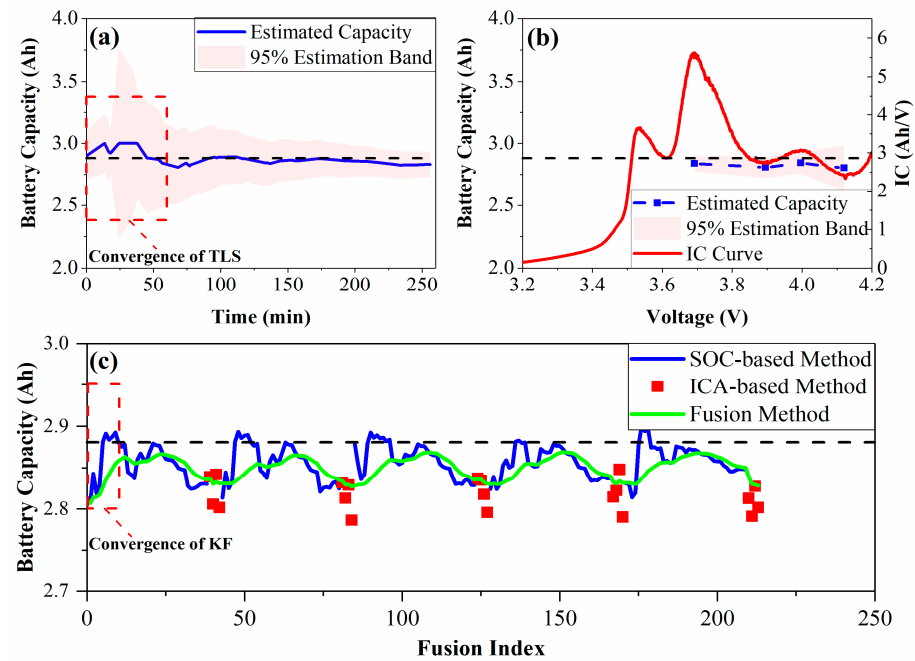 (a)
Estimated Capacity
95% Estimation Band
4.0
3.5
3.0
2.5
2.0
Battery Capacity (Ah)
Convergence of TLS
0
50
100
150
200
250
Time (min)
(b)
4.0
3.5
3.0
2.5
2.0
Battery Capacity (Ah)
6
5
4
3
2
1
0
IC (Ah/V)
Estimated Capacity
95% Estimation Band
IC Curve
3.2
3.4
3.6
3.8
4.0
4.2
Voltage (V)
(c)
SOC-based Method
ICA-based Method
Fusion Method
3.0
2.9
2.8
2.7
Battery Capacity (Ah)
Convergence of KF
0
50
100
150
200
250
Fusion Index